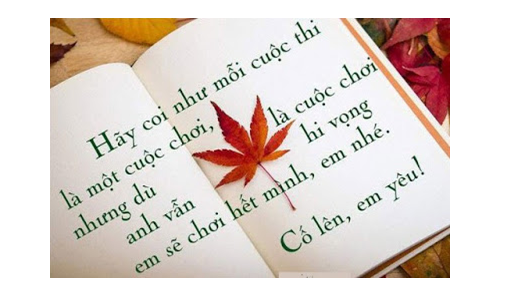 Hãy coi như mỗi cuộc thi
là một cuộc chơi,
nhưng dù là cuộc chơi
anh vẫn hi vọng
em sẽ chơi hết mình, em nhé.
Cố lên, em yêu!